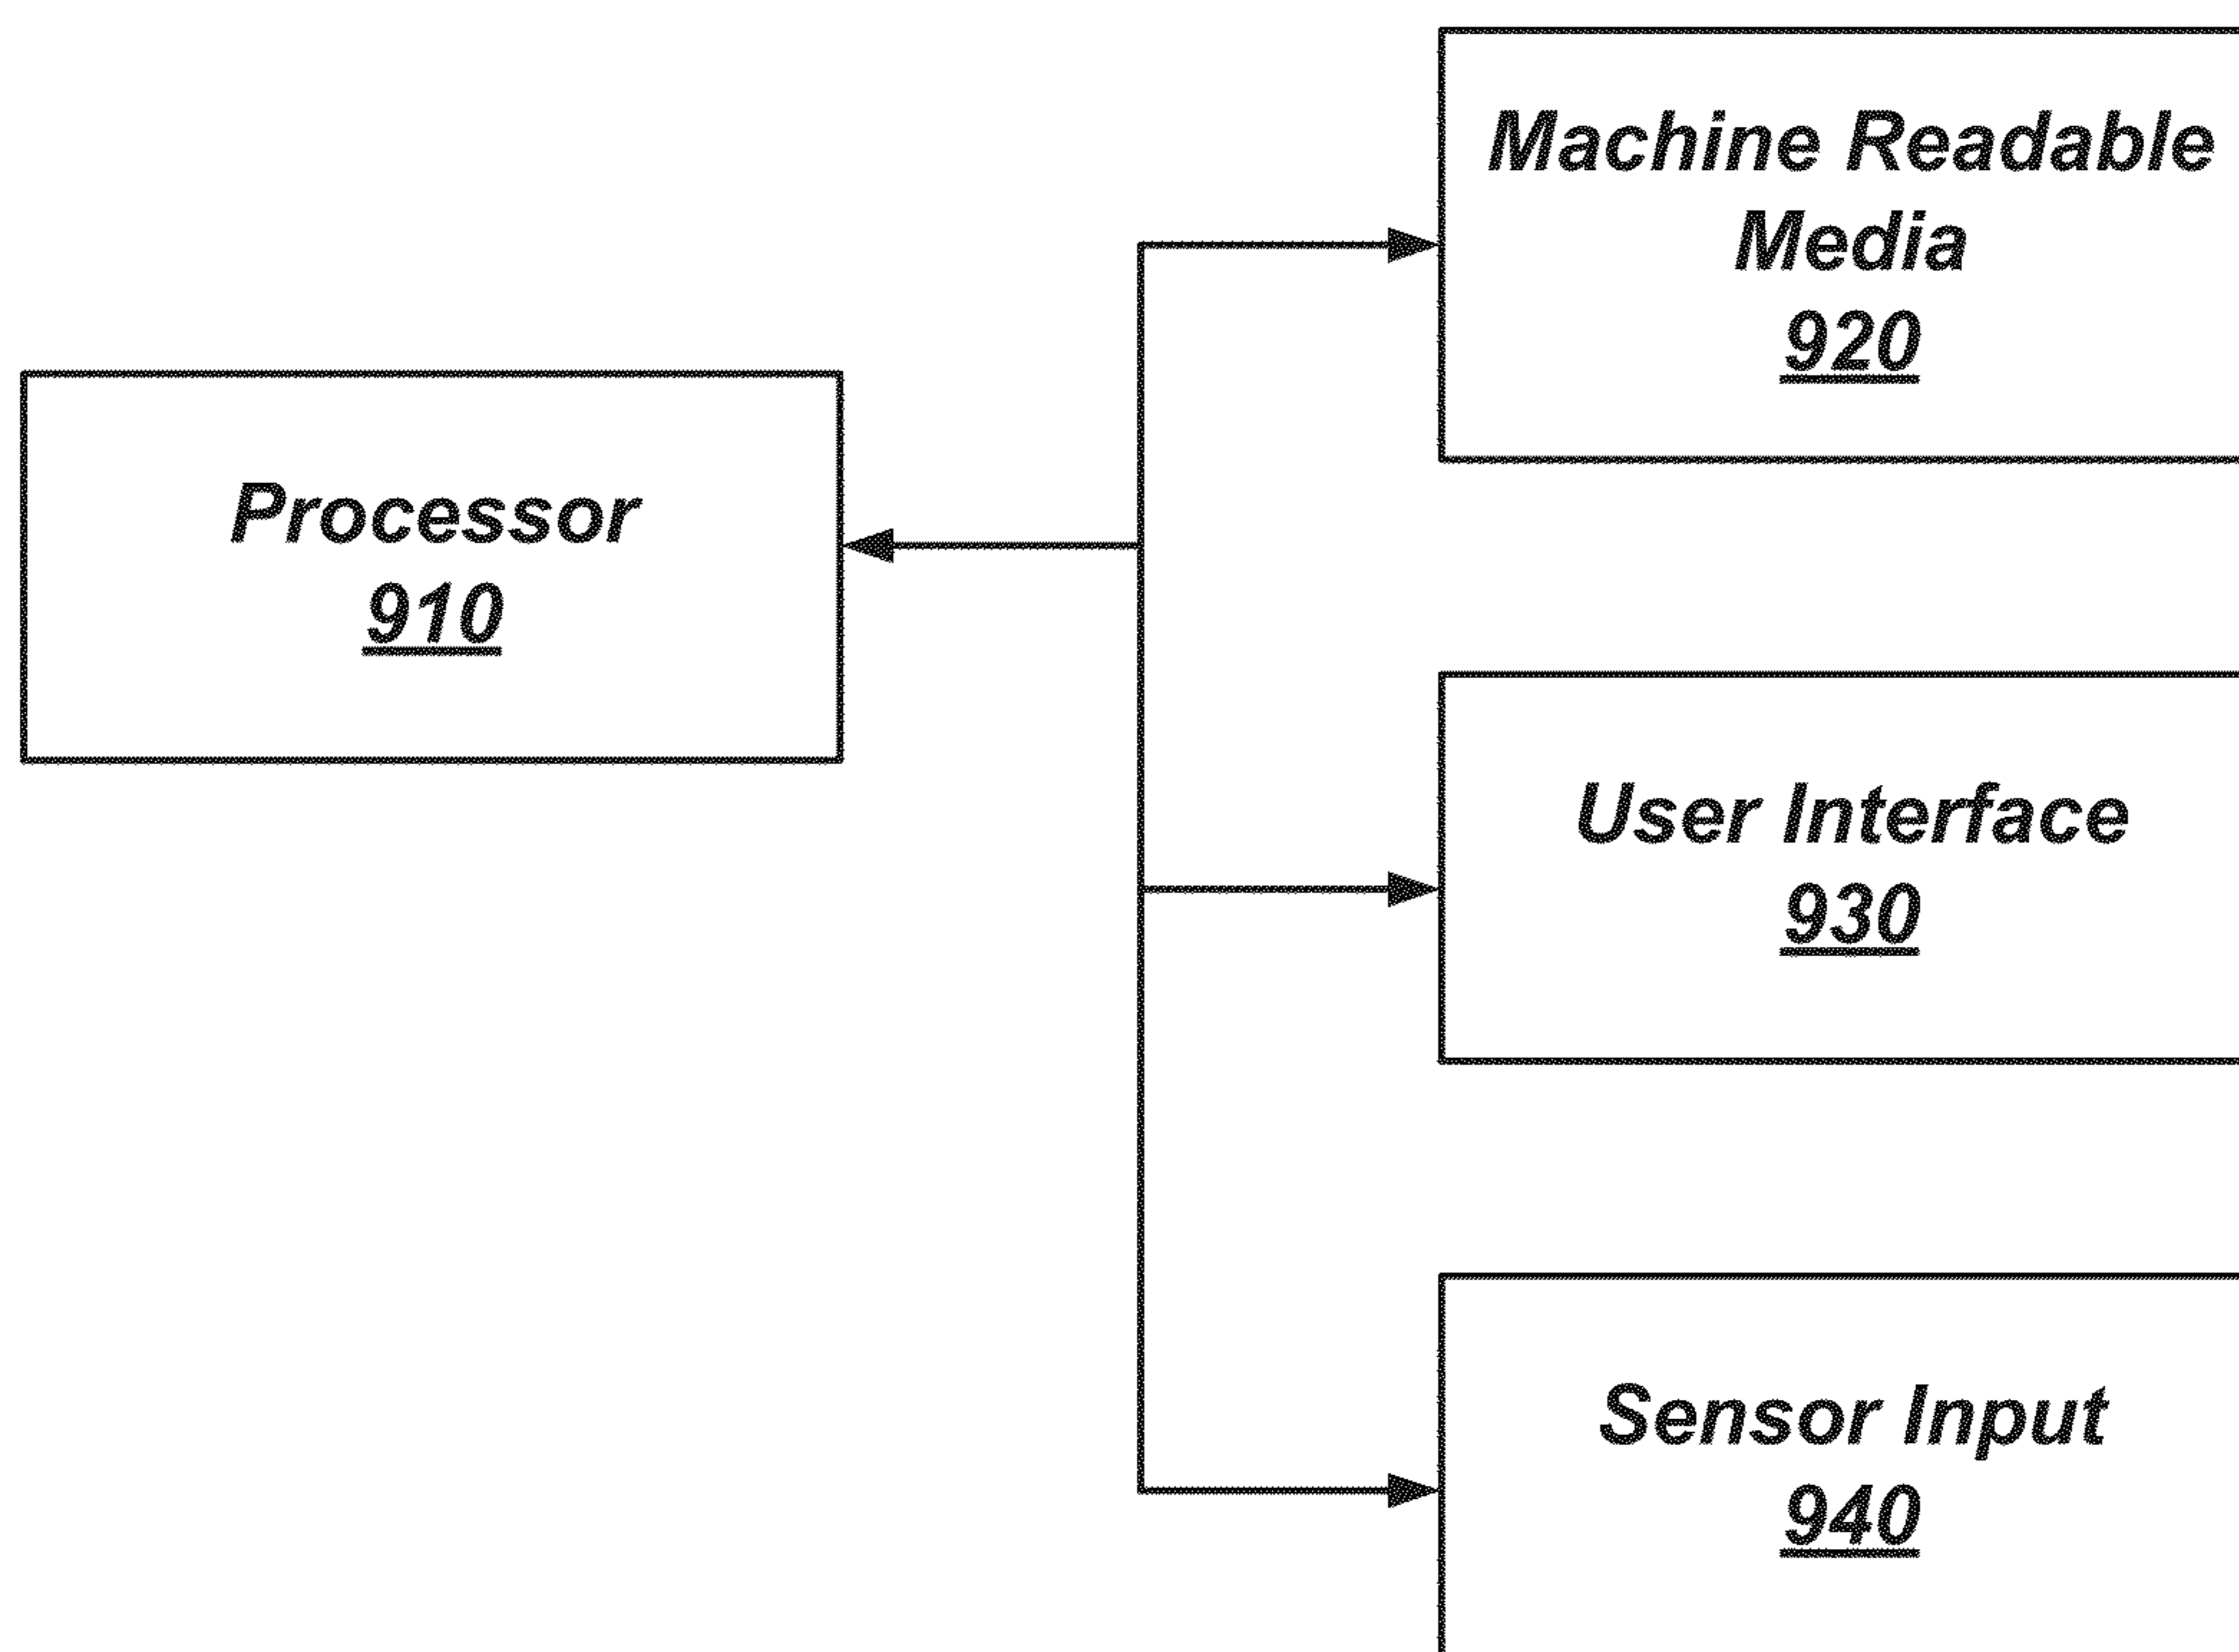 Machine Readable
Media
920
Processor
910
User Interface
930
Sensor Input
940